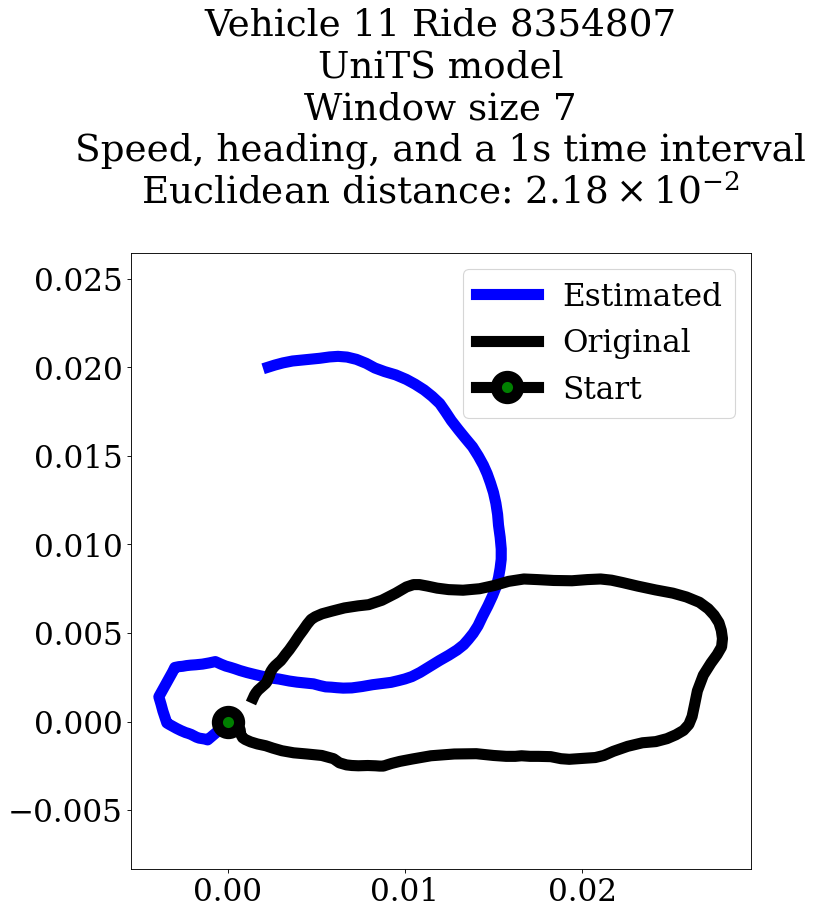 Vehicle 11 Ride 8354807
UniTS model
Window size 7
Speed, heading, and a 1s time interval
Euclidean distance: 2.18 × 10⁻²
0.025
0.020
0.015
0.010
0.005
0.000
−0.005
Estimated
Original
Start
0.00
0.01
0.02